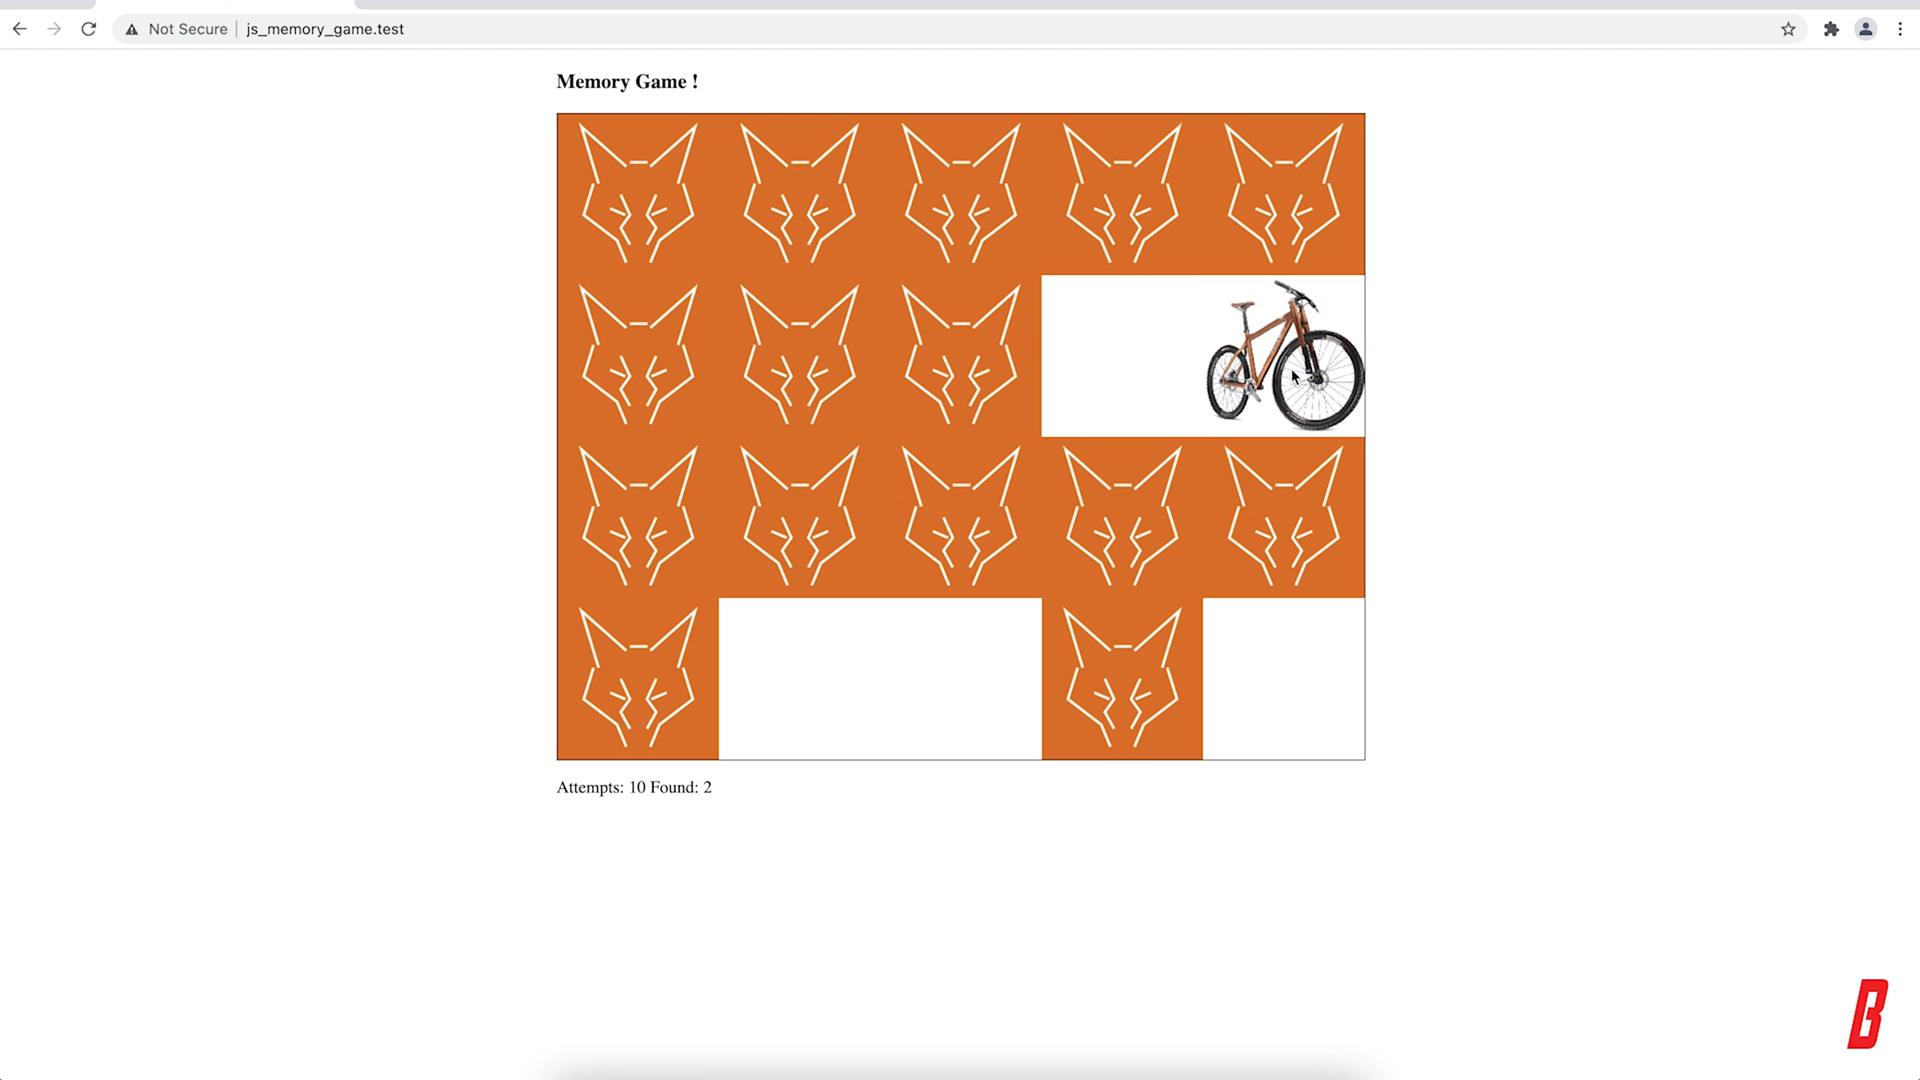 Not Secure js_memory_game.test
Memory Game !
Attempts: 10 Found: 2
B